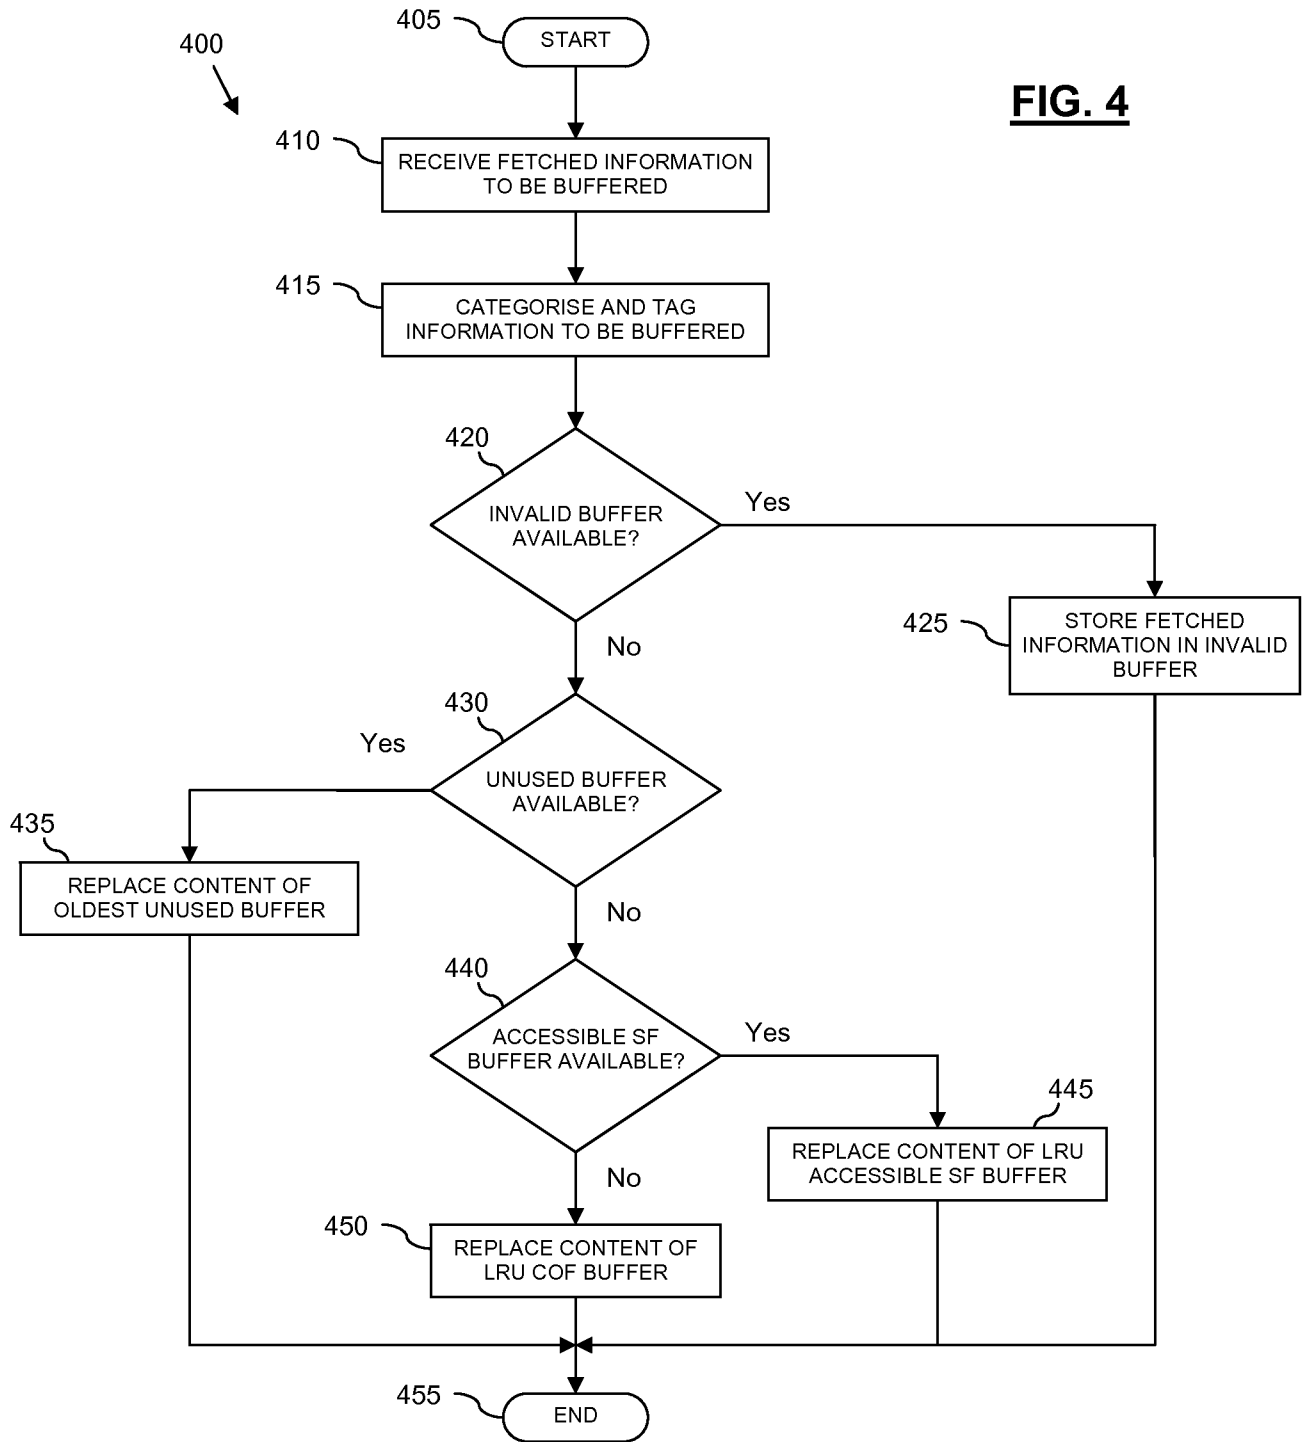 405
START
400
FIG. 4
410
RECEIVE FETCHED INFORMATION
TO BE BUFFERED
415
CATEGORISE AND TAG
INFORMATION TO BE BUFFERED
420
INVALID BUFFER
AVAILABLE?
Yes
No
425
STORE FETCHED
INFORMATION IN INVALID
BUFFER
430
UNUSED BUFFER
AVAILABLE?
Yes
No
435
REPLACE CONTENT OF
OLDEST UNUSED BUFFER
440
ACCESSIBLE SF
BUFFER AVAILABLE?
Yes
No
445
REPLACE CONTENT OF LRU
ACCESSIBLE SF BUFFER
450
REPLACE CONTENT OF
LRU COF BUFFER
455
END